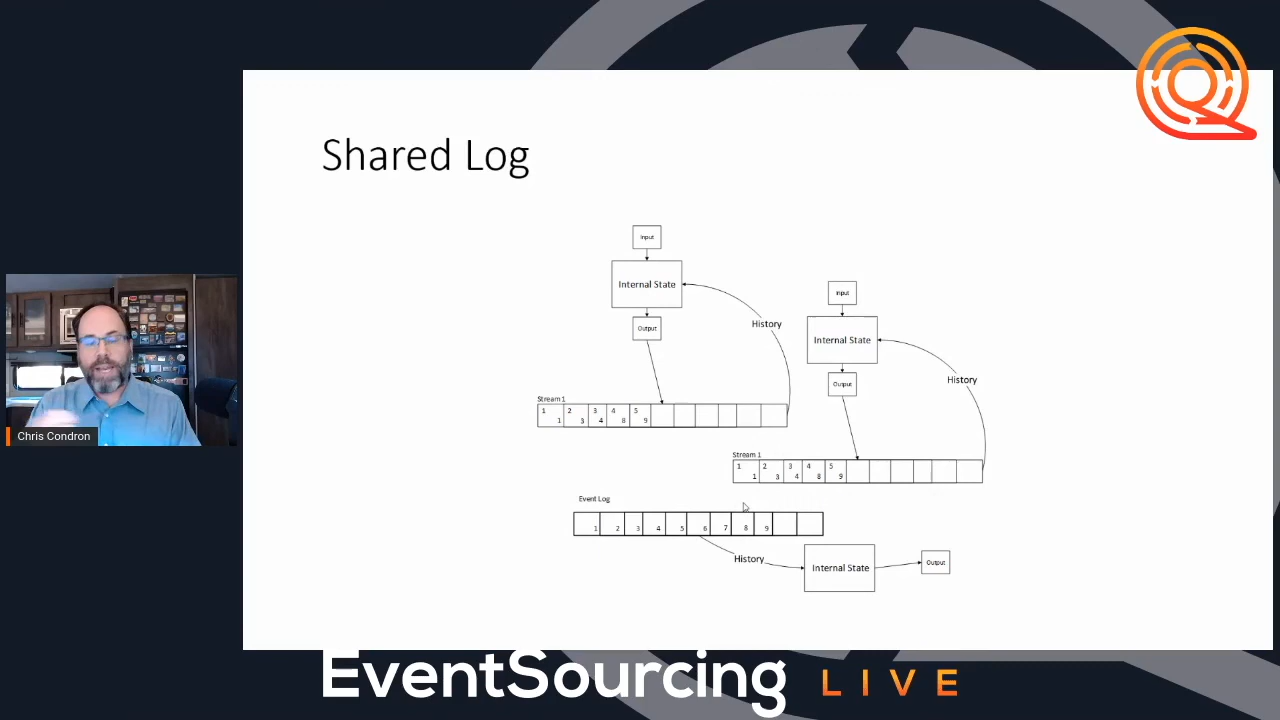 Shared Log
Input
Internal State
Output
History
Stream 1
1 2 3 4 5
1 3 4 8 9
Input
Internal State
Output
History
Stream 1
1 2 3 4 5
1 3 4 8 9
Event Log
1 2 3 4 5 6 7 8 9
History
Internal State
Output
Chris Condron
EventSourcing LIVE